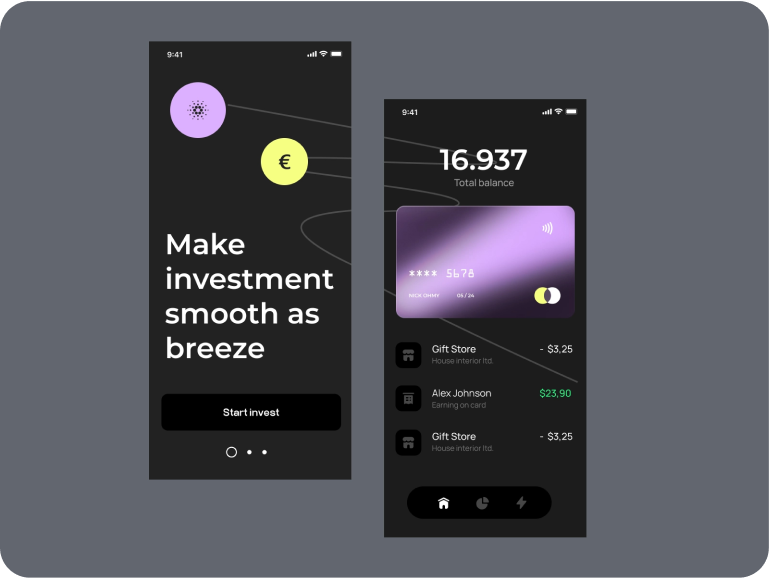 9:41
€
Make
investment
smooth as
breeze
Start invest
9:41
16.937
Total balance
**** 5678
NICK OHMY 05 / 24
Gift Store - $3,25
House interior ltd.
Alex Johnson $23,90
Earning on card
Gift Store - $3,25
House interior ltd.